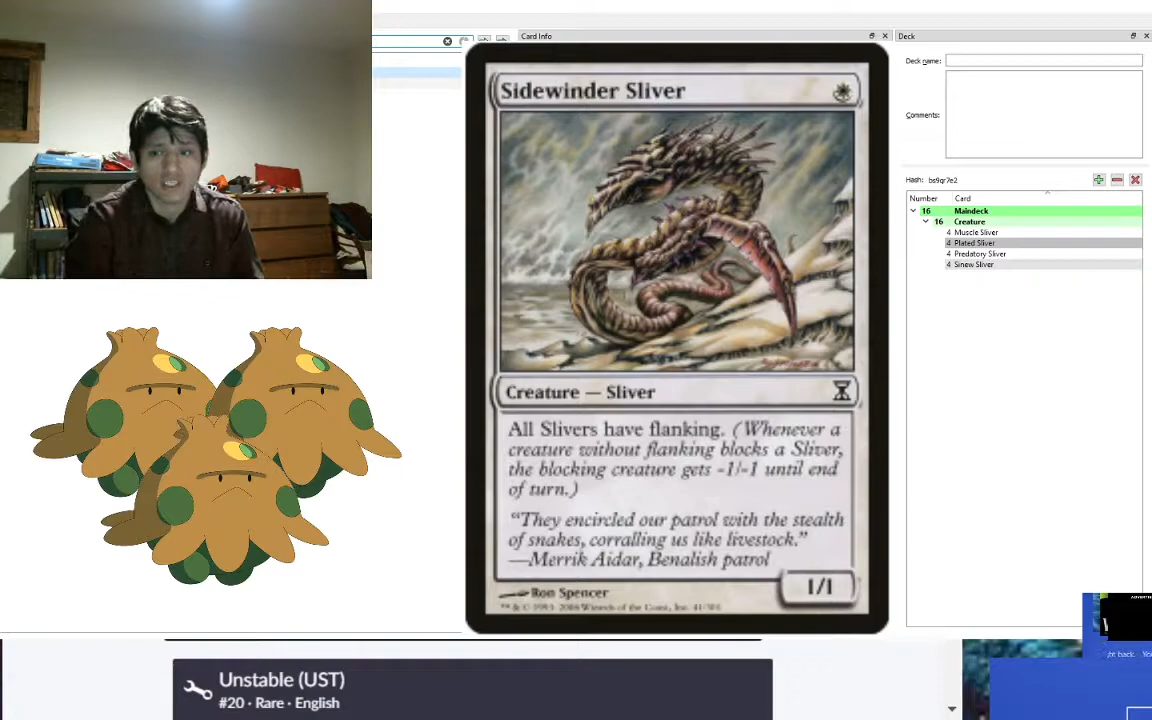 Card Info
Deck
Deck name:
Comments:
Hash: bs9qr7e2
Number Card
16 Maindeck
16 Creature
4 Muscle Sliver
4 Plated Sliver
4 Predatory Sliver
4 Sinew Sliver
Sidewinder Sliver
Creature — Sliver
All Slivers have flanking. (Whenever a
creature without flanking blocks a Sliver,
the blocking creature gets -1/-1 until end
of turn.)
"They encircled our patrol with the stealth
of snakes, corralling us like livestock."
—Merrik Aidar, Benalish patrol
1/1
Ron Spencer
Unstable (UST)
#20 · Rare · English